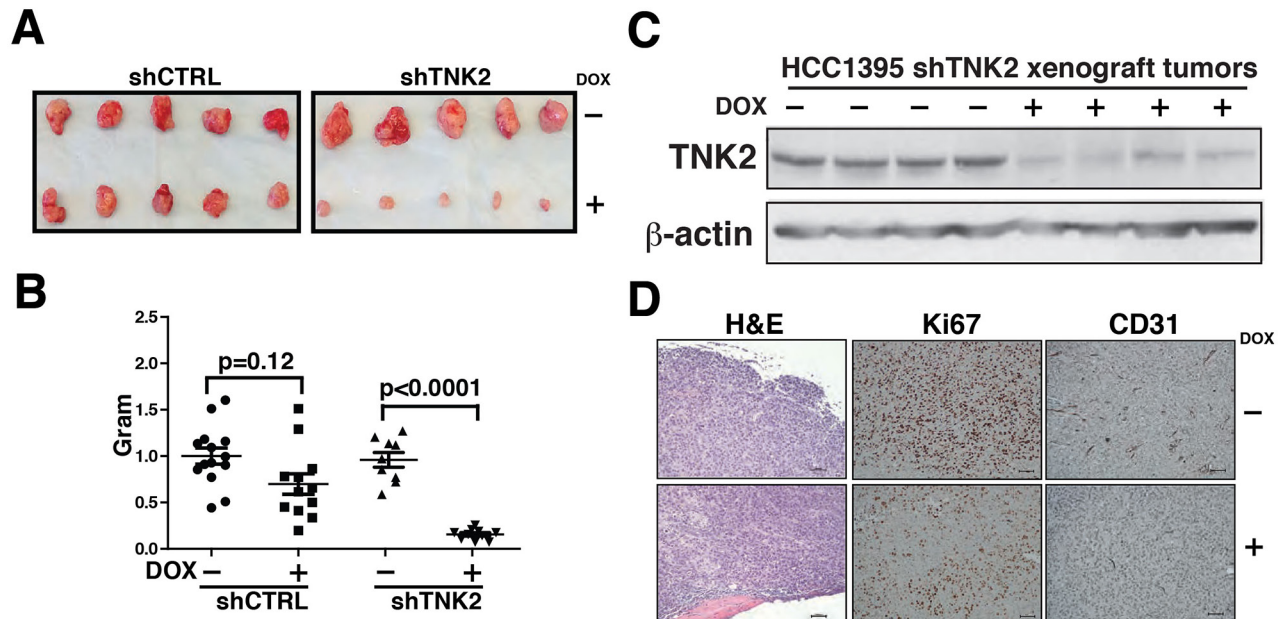 A
shCTRL
shTNK2
DOX
−
+
B
2.5
2.0
1.5
1.0
0.5
0.0
Gram
p=0.12
p<0.0001
DOX − + − +
shCTRL shTNK2
C
HCC1395 shTNK2 xenograft tumors
DOX − − − − + + + +
TNK2
β-actin
D
H&E Ki67 CD31
DOX
−
+